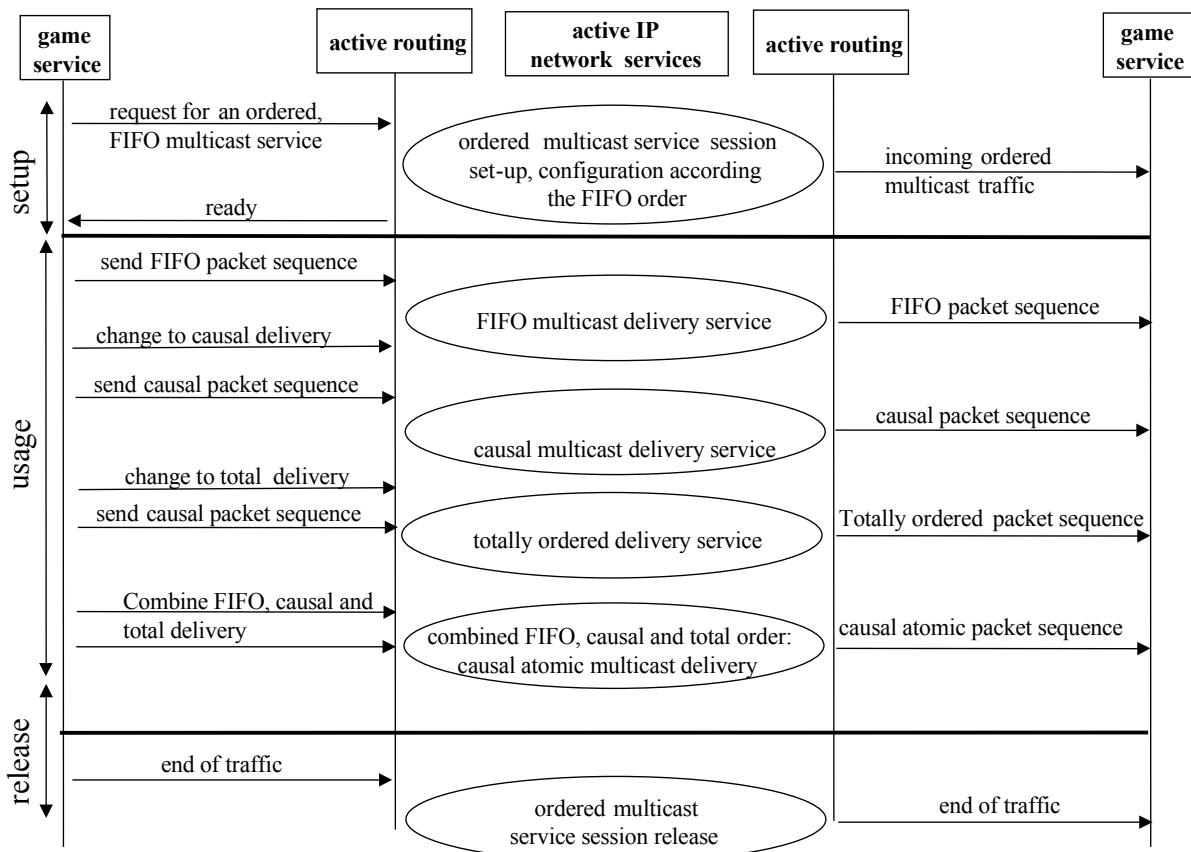 game
service
active routing
active IP
network services
active routing
game
service
setup
request for an ordered,
FIFO multicast service
ordered multicast service session
set-up, configuration according
the FIFO order
incoming ordered
multicast traffic
ready
usage
send FIFO packet sequence
FIFO multicast delivery service
FIFO packet sequence
change to causal delivery
send causal packet sequence
causal multicast delivery service
causal packet sequence
change to total delivery
send causal packet sequence
totally ordered delivery service
Totally ordered packet sequence
Combine FIFO, causal and
total delivery
combined FIFO, causal and total order:
causal atomic multicast delivery
causal atomic packet sequence
release
end of traffic
ordered multicast
service session release
end of traffic